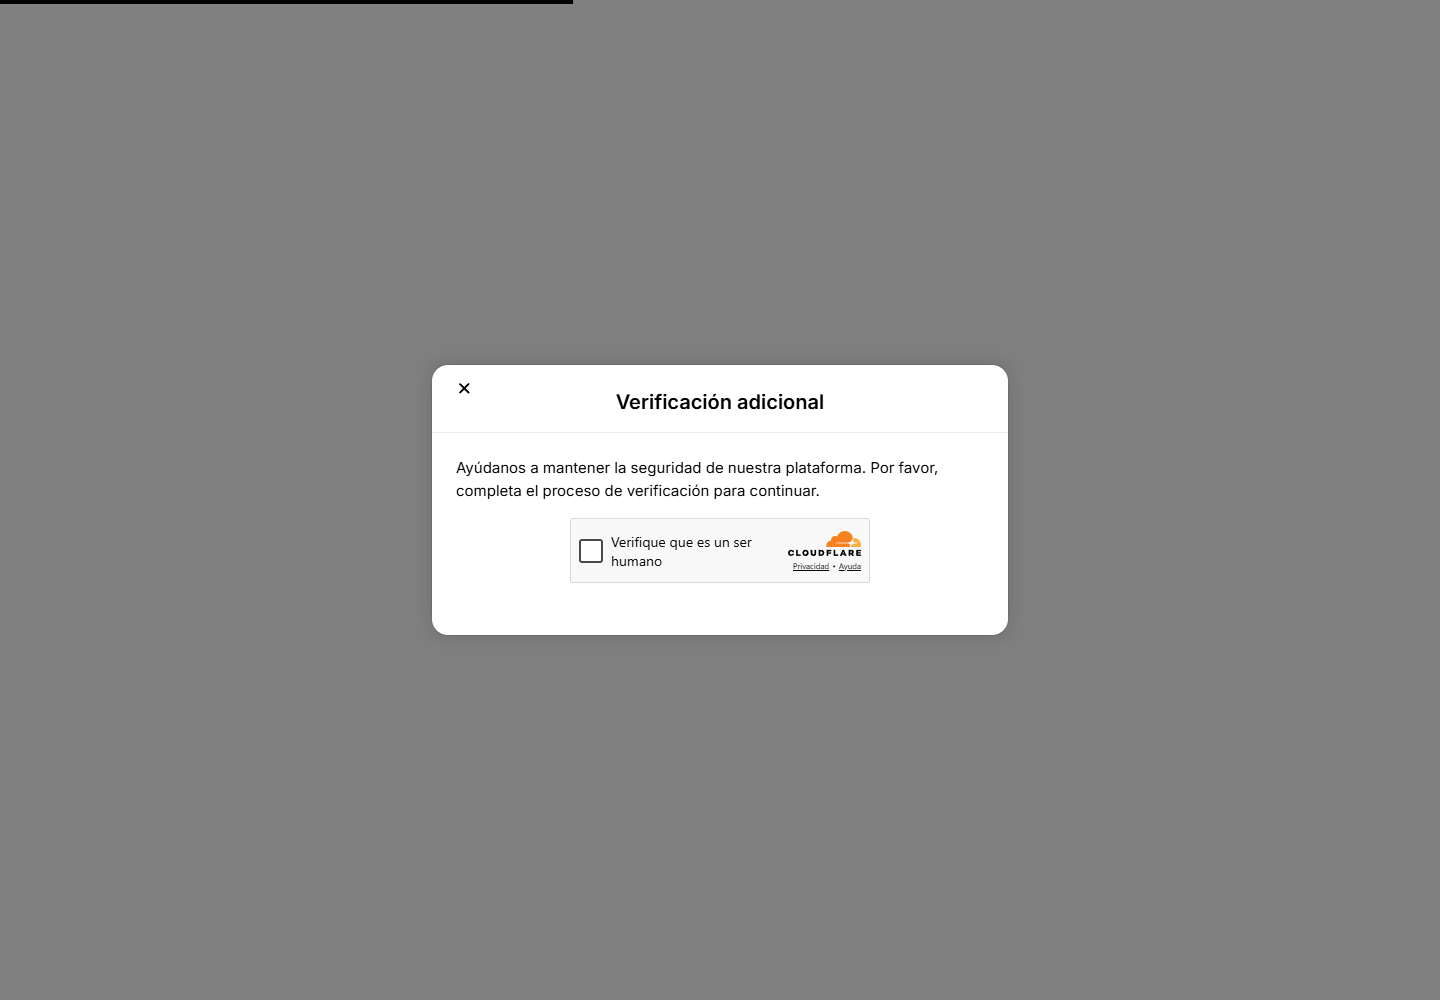 Verificación adicional
Ayúdanos a mantener la seguridad de nuestra plataforma. Por favor,
completa el proceso de verificación para continuar.
Verifique que es un ser
humano
CLOUDFLARE
Privacidad • Ayuda